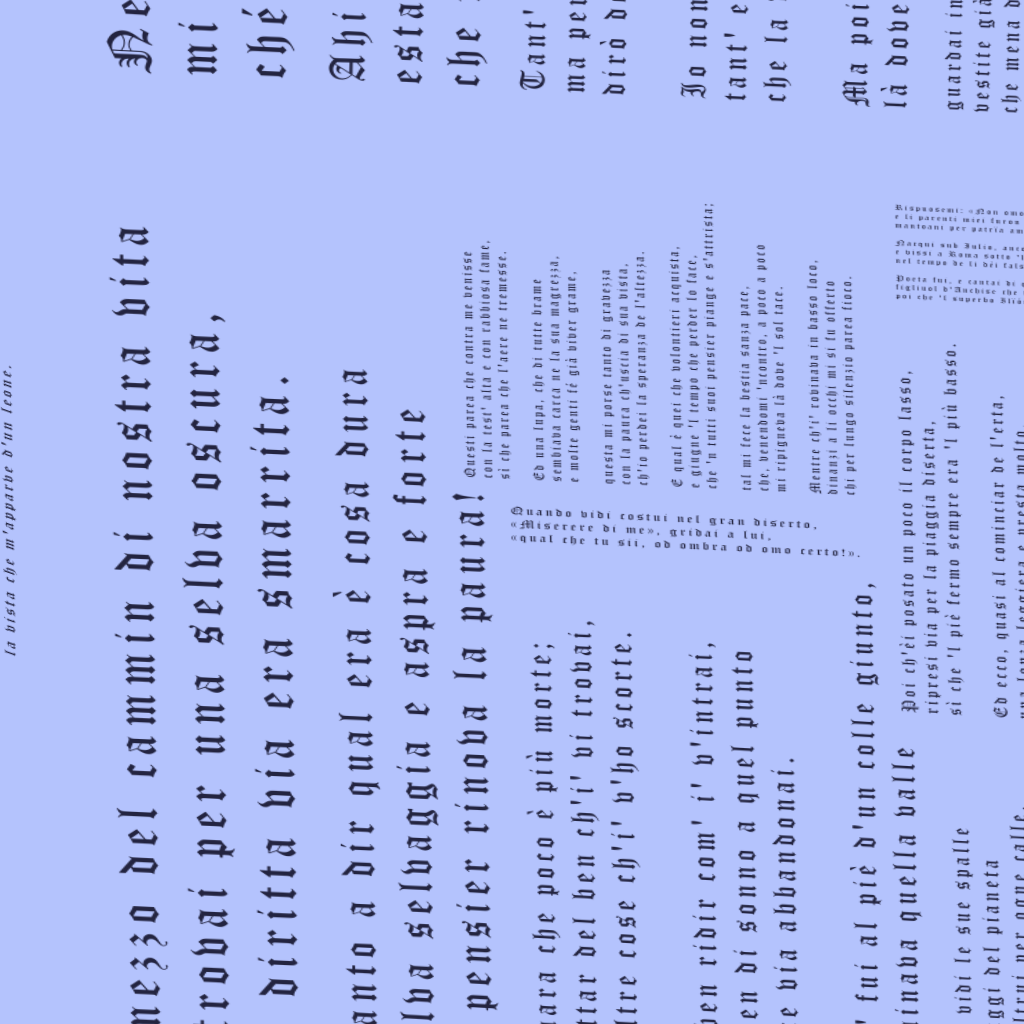 la vista che m'apparve d'un leone.
mezzo del cammin di nostra vita
trovai per una selva oscura,
diritta via era smarrita.
anto a dir qual era è cosa dura
lva selvaggia e aspra e forte
pensier rinova la paura!
mara che poco è più morte;
ttar del ben ch'i' vi trovai,
ltre cose ch'i' v'ho scorte.
ben ridir com' i' v'intrai,
en di sonno a quel punto
e via abbandonai.
' fui al piè d'un colle giunto,
inava quella valle
vidi le sue spalle
ggi del pianeta
ltrui per ogne calle.
Ne
mi
ché
Ahi
esta
che
Tant'
ma per
dirò di
Io non
tant' e
che la
Ma poi
là dove
guardai in
vestite già
che mena d
Poi ch'èi posato un poco il corpo lasso,
ripresi via per la piaggia diserta,
sì che 'l piè fermo sempre era 'l più basso.
Ed ecco, quasi al cominciar de l'erta,
una lonza leggiera e presta molto,
Questi parea che contra me venisse
con la test' alta e con rabbiosa fame,
sì che parea che l'aere ne tremesse.
Ed una lupa, che di tutte brame
sembiava carca ne la sua magrezza,
e molte genti fé già viver grame,
questa mi porse tanto di gravezza
con la paura ch'uscia di sua vista,
ch'io perdei la speranza de l'altezza.
E qual è quei che volontieri acquista,
e giugne 'l tempo che perder lo face,
che 'n tutti suoi pensier piange e s'attrista;
tal mi fece la bestia sanza pace,
che, venendomi 'ncontro, a poco a poco
mi ripigneva là dove 'l sol tace.
Mentre ch'i' rovinava in basso loco,
dinanzi a li occhi mi si fu offerto
chi per lungo silenzio parea fioco.
Quando vidi costui nel gran diserto,
«Miserere di me», gridai a lui,
«qual che tu sii, od ombra od omo certo!».
Rispuosemi: «Non omo
e li parenti miei furon
mantoani per patria am
Nacqui sub Iulio, anco
e vissi a Roma sotto 'l
nel tempo de li dèi fals
Poeta fui, e cantai di q
figliuol d'Anchise che
poi che 'l superbo Ilïó